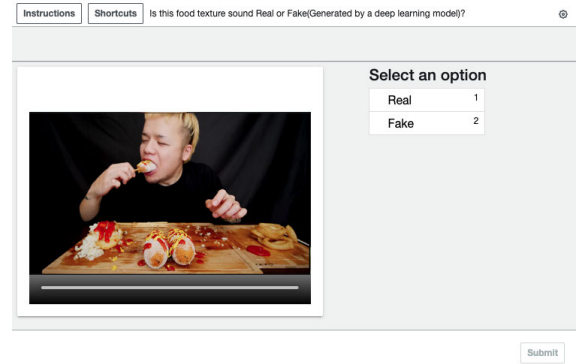 Instructions Shortcuts Is this food texture sound Real or Fake(Generated by a deep learning model)?
Select an option
Real 1
Fake 2
Submit